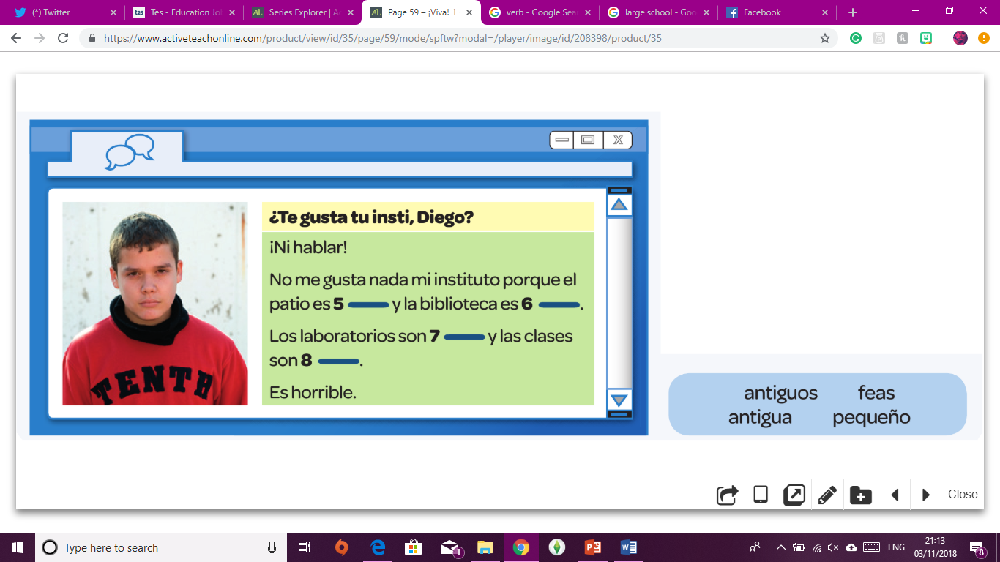 (*) Twitter
Tes - Education Jo
Series Explorer | A
Page 59 – ¡Viva! 1
verb - Google Sea
large school - Goo
Facebook
https://www.activeteachonline.com/product/view/id/35/page/59/mode/spftw?modal=/player/image/id/208398/product/35
¿Te gusta tu insti, Diego?
¡Ni hablar!
No me gusta nada mi instituto porque el
patio es 5 y la biblioteca es 6 .
Los laboratorios son 7 y las clases
son 8 .
Es horrible.
TENTH
antiguos feas
antigua pequeño
Close
Type here to search
1
ENG
21:13
03/11/2018
8